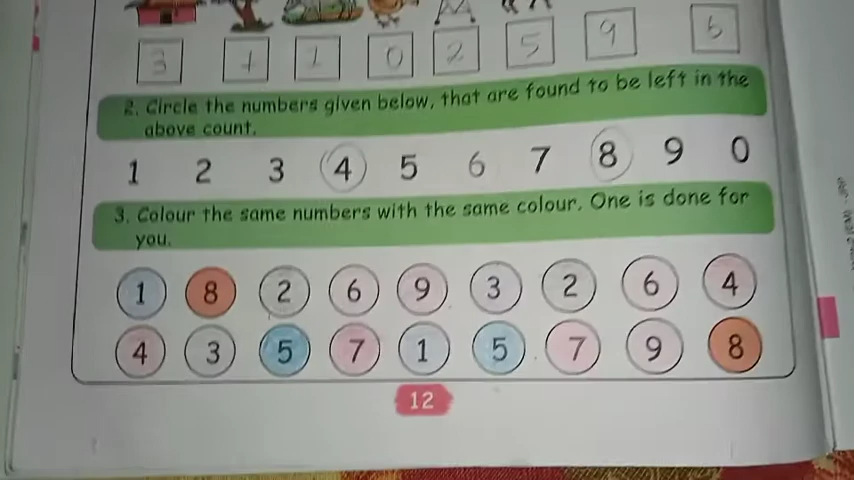 3 1 1 0 2 5 9 6
2. Circle the numbers given below, that are found to be left in the
above count.
1 2 3 4 5 6 7 8 9 0
3. Colour the same numbers with the same colour. One is done for
you.
1 8 2 6 9 3 2 6 4
4 3 5 7 1 5 7 9 8
12